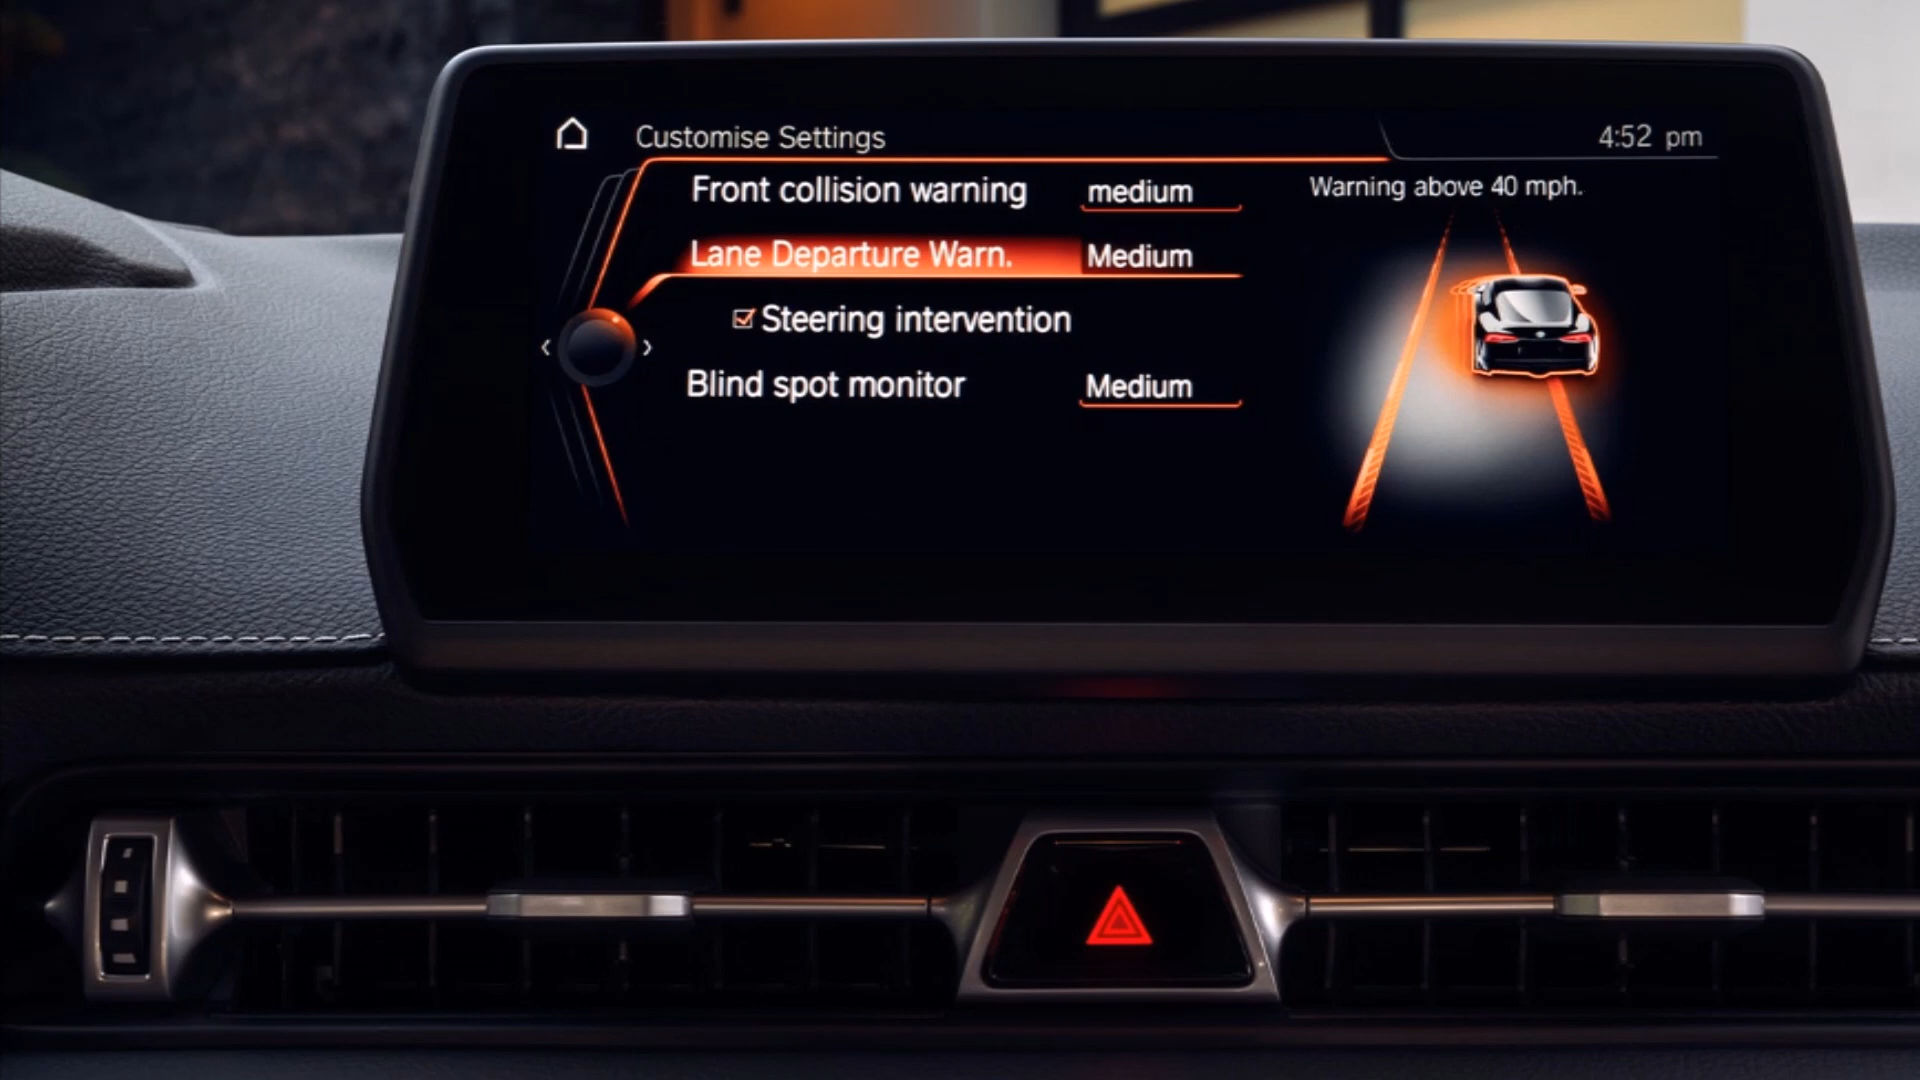 Customise Settings
4:52 pm
Front collision warning medium
Warning above 40 mph.
Lane Departure Warn. Medium
Steering intervention
Blind spot monitor Medium